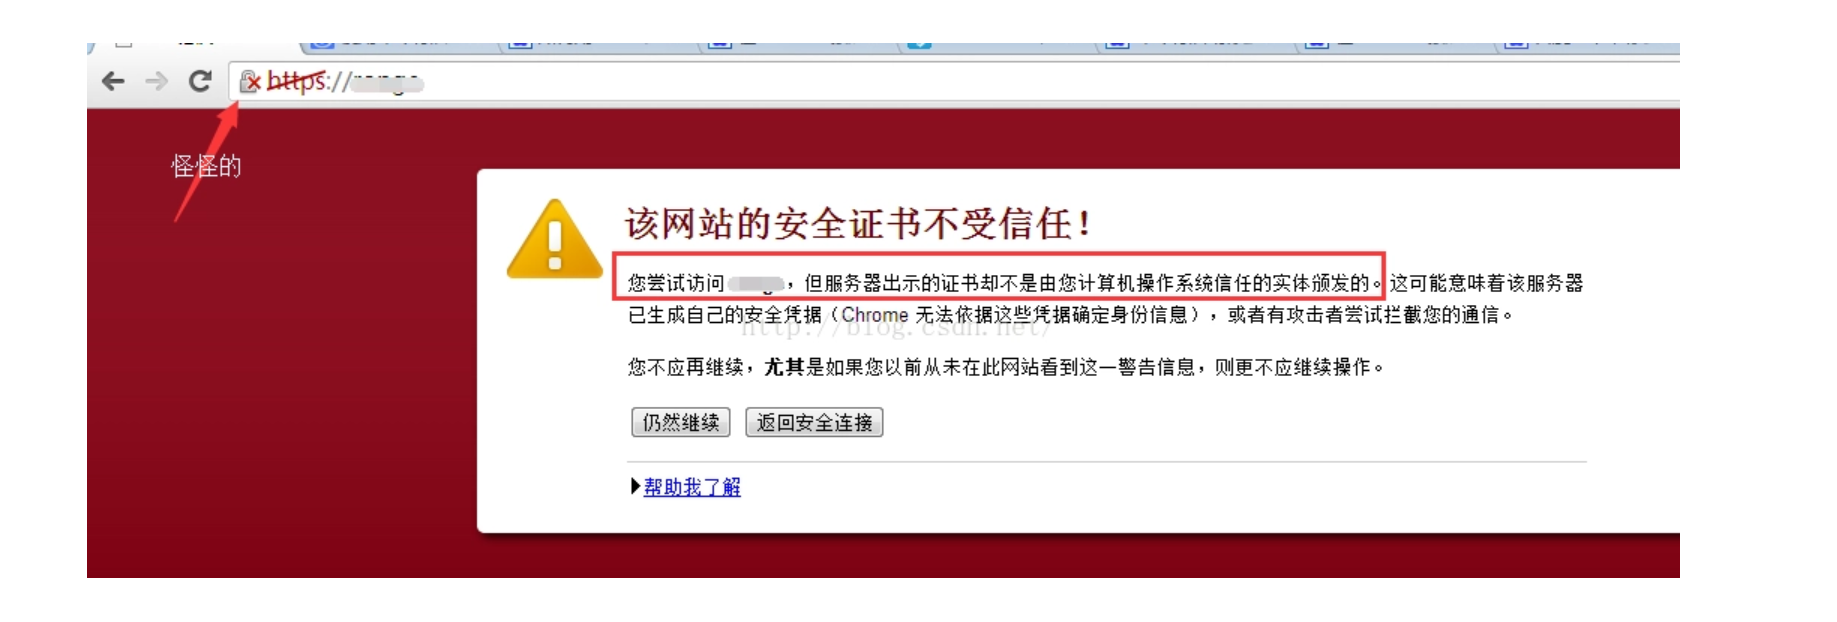 https://
怪怪的
该网站的安全证书不受信任！
您尝试访问，但服务器出示的证书却不是由您计算机操作系统信任的实体颁发的。这可能意味着该服务器
已生成自己的安全凭据（Chrome 无法依据这些凭据确定身份信息），或者有攻击者尝试拦截您的通信。
http://blog.csdn.net/
您不应再继续，尤其是如果您以前从未在此网站看到这一警告信息，则更不应继续操作。
仍然继续 返回安全连接
帮助我了解